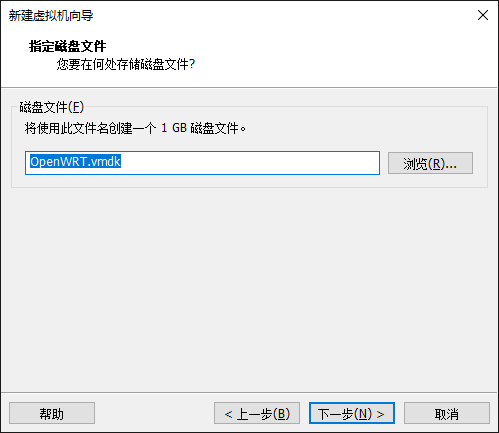 新建虚拟机向导
指定磁盘文件
您要在何处存储磁盘文件?
磁盘文件(F)
将使用此文件名创建一个 1 GB 磁盘文件。
OpenWRT.vmdk
浏览(R)...
帮助
< 上一步(B)
下一步(N) >
取消